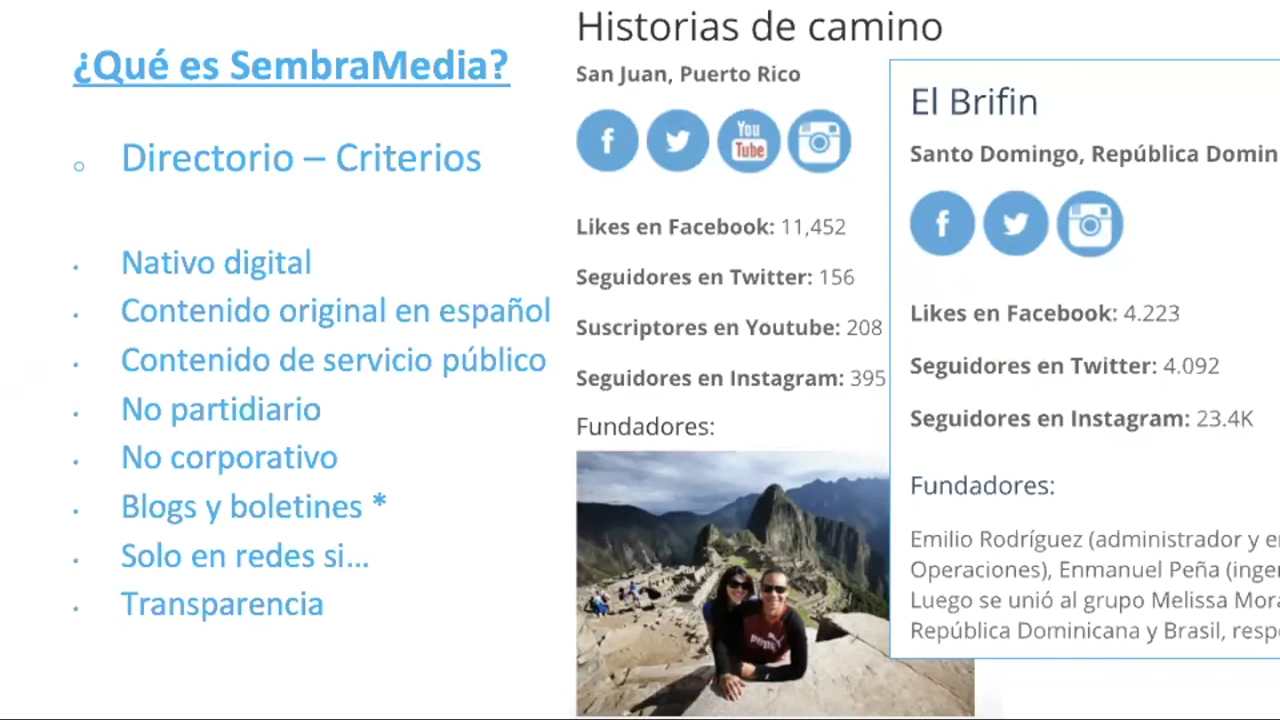 ¿Qué es SembraMedia?
Directorio – Criterios
Nativo digital
Contenido original en español
Contenido de servicio público
No partidiario
No corporativo
Blogs y boletines *
Solo en redes si...
Transparencia
Historias de camino
San Juan, Puerto Rico
You
Tube
Likes en Facebook: 11,452
Seguidores en Twitter: 156
Suscriptores en Youtube: 208
Seguidores en Instagram: 395
Fundadores:
PUMA
El Brifin
Santo Domingo, República Domin
Likes en Facebook: 4.223
Seguidores en Twitter: 4.092
Seguidores en Instagram: 23.4K
Fundadores:
Emilio Rodríguez (administrador y
Operaciones), Enmanuel Peña (inge
Luego se unió al grupo Melissa Mor
República Dominicana y Brasil, resp